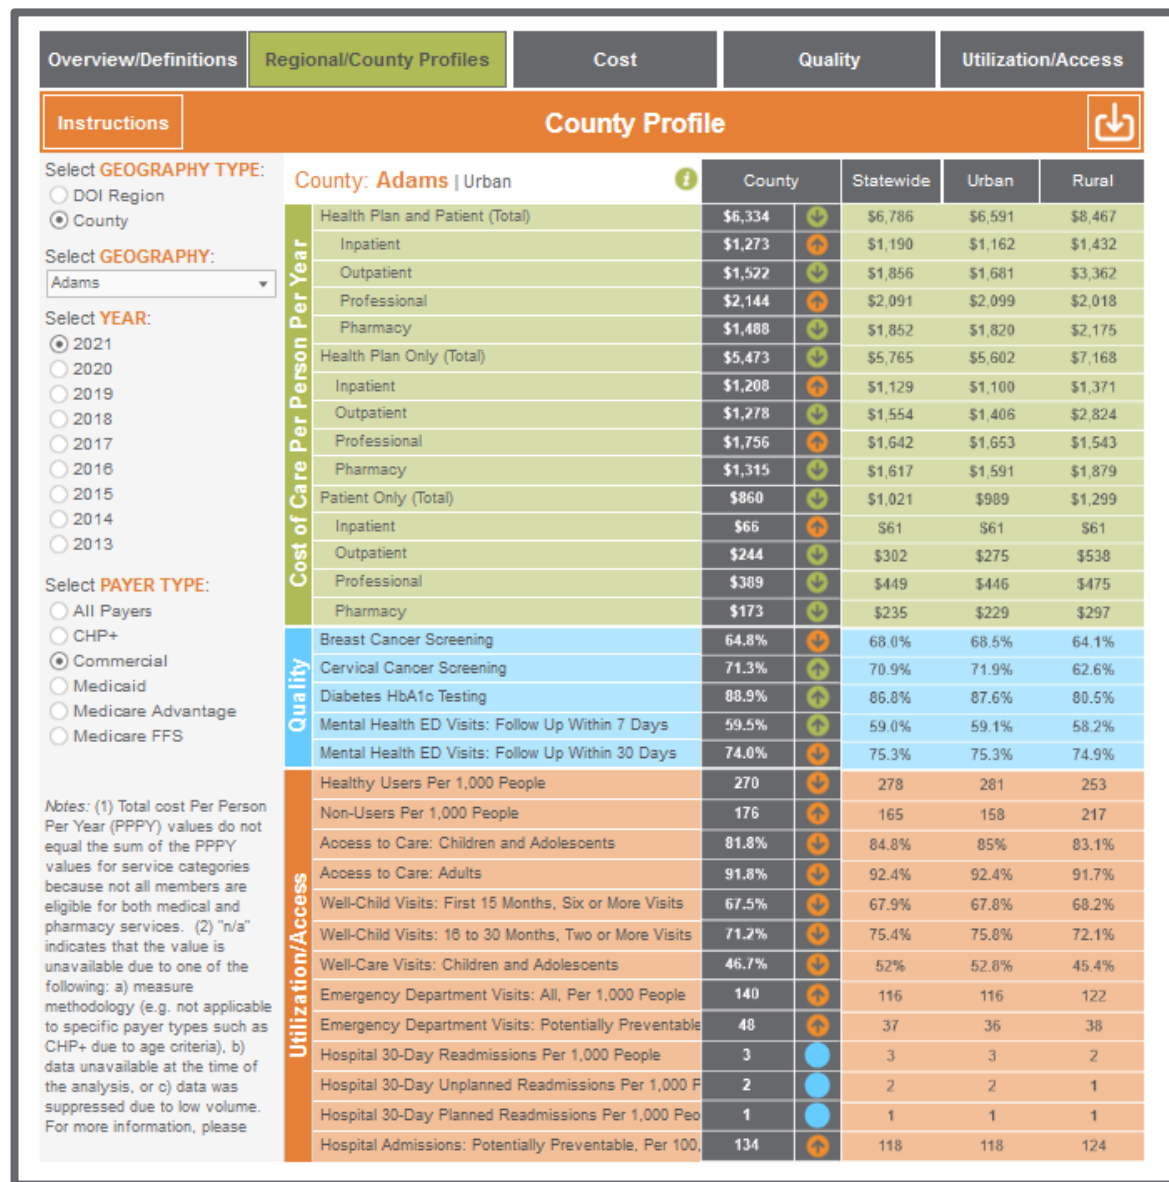 Overview/Definitions Regional/County Profiles Cost Quality Utilization/Access
Instructions County Profile
Select GEOGRAPHY TYPE:
DOI Region
County
Select GEOGRAPHY:
Adams
Select YEAR:
2021
2020
2019
2018
2017
2016
2015
2014
2013
Select PAYER TYPE:
All Payers
CHP+
Commercial
Medicaid
Medicare Advantage
Medicare FFS
Notes: (1) Total cost Per Person
Per Year (PPPY) values do not
equal the sum of the PPPY
values for service categories
because not all members are
eligible for both medical and
pharmacy services. (2) "n/a"
indicates that the value is
unavailable due to one of the
following: a) measure
methodology (e.g. not applicable
to specific payer types such as
CHP+ due to age criteria), b)
data unavailable at the time of
the analysis, or c) data was
suppressed due to low volume.
For more information, please
County: Adams | Urban i County Statewide Urban Rural
Cost of Care Per Person Per Year
Health Plan and Patient (Total) $6,334 $6,786 $6,591 $8,467
Inpatient $1,273 $1,190 $1,162 $1,432
Outpatient $1,522 $1,856 $1,681 $3,362
Professional $2,144 $2,091 $2,099 $2,018
Pharmacy $1,488 $1,852 $1,820 $2,175
Health Plan Only (Total) $5,473 $5,765 $5,602 $7,168
Inpatient $1,208 $1,129 $1,100 $1,371
Outpatient $1,278 $1,554 $1,406 $2,824
Professional $1,756 $1,642 $1,653 $1,543
Pharmacy $1,315 $1,617 $1,591 $1,879
Patient Only (Total) $860 $1,021 $989 $1,299
Inpatient $66 $61 $61 $61
Outpatient $244 $302 $275 $538
Professional $389 $449 $446 $475
Pharmacy $173 $235 $229 $297
Quality
Breast Cancer Screening 64.8% 68.0% 68.5% 64.1%
Cervical Cancer Screening 71.3% 70.9% 71.9% 62.6%
Diabetes HbA1c Testing 88.9% 86.8% 87.6% 80.5%
Mental Health ED Visits: Follow Up Within 7 Days 59.5% 59.0% 59.1% 58.2%
Mental Health ED Visits: Follow Up Within 30 Days 74.0% 75.3% 75.3% 74.9%
Utilization/Access
Healthy Users Per 1,000 People 270 278 281 253
Non-Users Per 1,000 People 176 165 158 217
Access to Care: Children and Adolescents 81.8% 84.8% 85% 83.1%
Access to Care: Adults 91.8% 92.4% 92.4% 91.7%
Well-Child Visits: First 15 Months, Six or More Visits 67.5% 67.9% 67.8% 68.2%
Well-Child Visits: 16 to 30 Months, Two or More Visits 71.2% 75.4% 75.8% 72.1%
Well-Care Visits: Children and Adolescents 46.7% 52% 52.8% 45.4%
Emergency Department Visits: All, Per 1,000 People 140 116 116 122
Emergency Department Visits: Potentially Preventable 48 37 36 38
Hospital 30-Day Readmissions Per 1,000 People 3 3 3 2
Hospital 30-Day Unplanned Readmissions Per 1,000 P 2 2 2 1
Hospital 30-Day Planned Readmissions Per 1,000 Peo 1 1 1 1
Hospital Admissions: Potentially Preventable, Per 100, 134 118 118 124